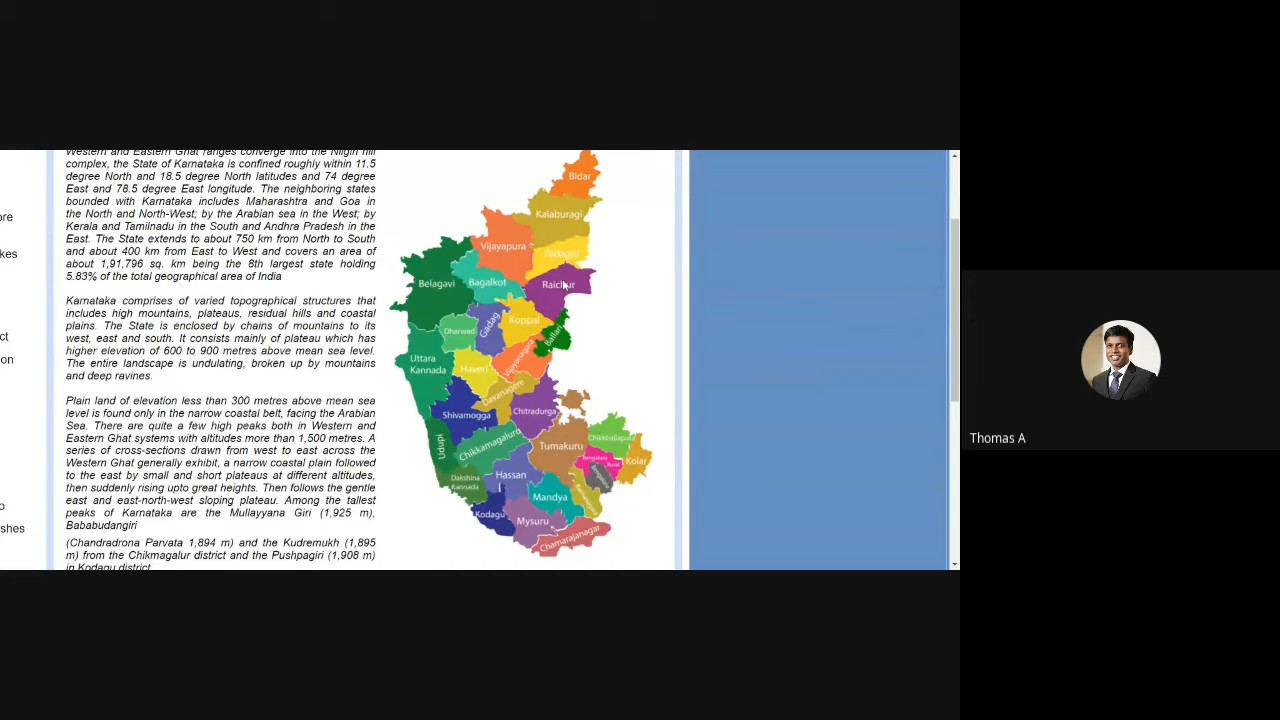 ore
kes
ct
on
o
shes
Western and Eastern Ghat ranges converge into the Nilgiri hill
complex, the State of Karnataka is confined roughly within 11.5
degree North and 18.5 degree North latitudes and 74 degree
East and 78.5 degree East longitude. The neighboring states
bounded with Karnataka includes Maharashtra and Goa in
the North and North-West; by the Arabian sea in the West; by
Kerala and Tamilnadu in the South and Andhra Pradesh in the
East. The State extends to about 750 km from North to South
and about 400 km from East to West and covers an area of
about 1,91,796 sq. km being the 8th largest state holding
5.83% of the total geographical area of India
Karnataka comprises of varied topographical structures that
includes high mountains, plateaus, residual hills and coastal
plains. The State is enclosed by chains of mountains to its
west, east and south. It consists mainly of plateau which has
higher elevation of 600 to 900 metres above mean sea level.
The entire landscape is undulating, broken up by mountains
and deep ravines.
Plain land of elevation less than 300 metres above mean sea
level is found only in the narrow coastal belt, facing the Arabian
Sea. There are quite a few high peaks both in Western and
Eastern Ghat systems with altitudes more than 1,500 metres. A
series of cross-sections drawn from west to east across the
Western Ghat generally exhibit, a narrow coastal plain followed
to the east by small and short plateaus at different altitudes,
then suddenly rising upto great heights. Then follows the gentle
east and east-north-west sloping plateau. Among the tallest
peaks of Karnataka are the Mullayyana Giri (1,925 m),
Bababudangiri
(Chandradrona Parvata 1,894 m) and the Kudremukh (1,895
m) from the Chikmagalur district and the Pushpagiri (1,908 m)
in Kodagu district.
Bidar
Kalaburagi
Vijayapura
Yadagiri
Belagavi
Bagalkot
Raichur
Gadag
Koppal
Dharwad
Ballari
Uttara
Kannada
Haveri
Vijayanagara
Davanagere
Shivamogga
Chitradurga
Udupi
Chikkamagaluru
Tumakuru
Chikkballapura
Bengaluru
Rural
Kolar
Dakshina
Kannada
Hassan
Mandya
Kodagu
Mysuru
Chamarajanagar
Thomas A